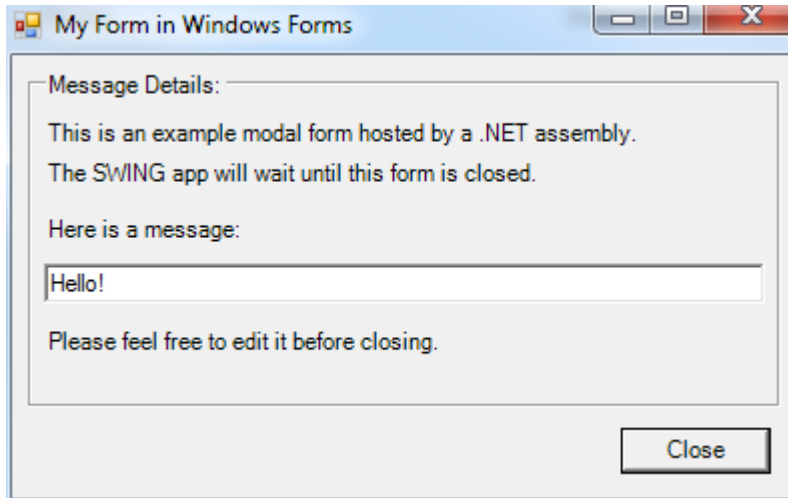 My Form in Windows Forms
Message Details:
This is an example modal form hosted by a .NET assembly.
The SWING app will wait until this form is closed.
Here is a message:
Hello!
Please feel free to edit it before closing.
Close